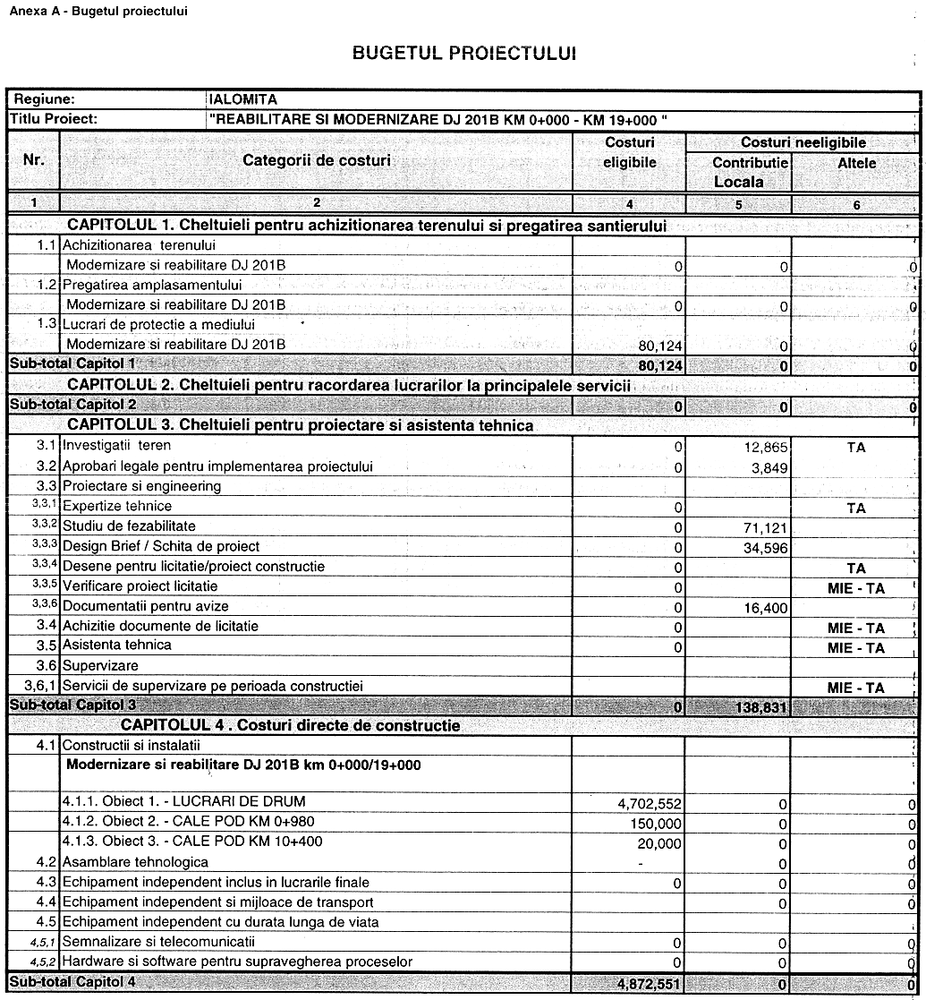 Anexa A - Bugetul proiectului
BUGETUL PROIECTULUI
Regiune: IALOMITA
Titlu Proiect: "REABILITARE SI MODERNIZARE DJ 201B KM 0+000 - KM 19+000 "
Nr. Categorii de costuri Costuri eligibile Costuri neeligibile
Contributie Locala Altele
1 2 4 5 6
CAPITOLUL 1. Cheltuieli pentru achizitionarea terenului si pregatirea santierului
1.1 Achizitionarea terenului
Modernizare si reabilitare DJ 201B 0 0 0
1.2 Pregatirea amplasamentului
Modernizare si reabilitare DJ 201B 0 0 0
1.3 Lucrari de protectie a mediului
Modernizare si reabilitare DJ 201B 80,124 0 0
Sub-total Capitol 1 80,124 0 0
CAPITOLUL 2. Cheltuieli pentru racordarea lucrarilor la principalele servicii
Sub-total Capitol 2 0 0 0
CAPITOLUL 3. Cheltuieli pentru proiectare si asistenta tehnica
3.1 Investigatii teren 0 12,865 TA
3.2 Aprobari legale pentru implementarea proiectului 0 3,849
3.3 Proiectare si engineering
3,3,1 Expertize tehnice 0 TA
3,3,2 Studiu de fezabilitate 0 71,121
3,3,3 Design Brief / Schita de proiect 0 34,596
3,3,4 Desene pentru licitatie/proiect constructie 0 TA
3,3,5 Verificare proiect licitatie 0 MIE - TA
3,3,6 Documentatii pentru avize 0 16,400
3.4 Achizitie documente de licitatie 0 MIE - TA
3.5 Asistenta tehnica 0 MIE - TA
3.6 Supervizare
3,6,1 Servicii de supervizare pe perioada constructiei MIE - TA
Sub-total Capitol 3 0 138,831
CAPITOLUL 4 . Costuri directe de constructie
4.1 Constructii si instalatii
Modernizare si reabilitare DJ 201B km 0+000/19+000
4.1.1. Obiect 1. - LUCRARI DE DRUM 4,702,552 0 0
4.1.2. Obiect 2. - CALE POD KM 0+980 150,000 0 0
4.1.3. Obiect 3. - CALE POD KM 10+400 20,000 0 0
4.2 Asamblare tehnologica - 0 0
4.3 Echipament independent inclus in lucrarile finale 0 0 0
4.4 Echipament independent si mijloace de transport 0 0
4.5 Echipament independent cu durata lunga de viata
4,5,1 Semnalizare si telecomunicatii 0 0 0
4,5,2 Hardware si software pentru supravegherea proceselor 0 0 0
Sub-total Capitol 4 4,872,551 0 0